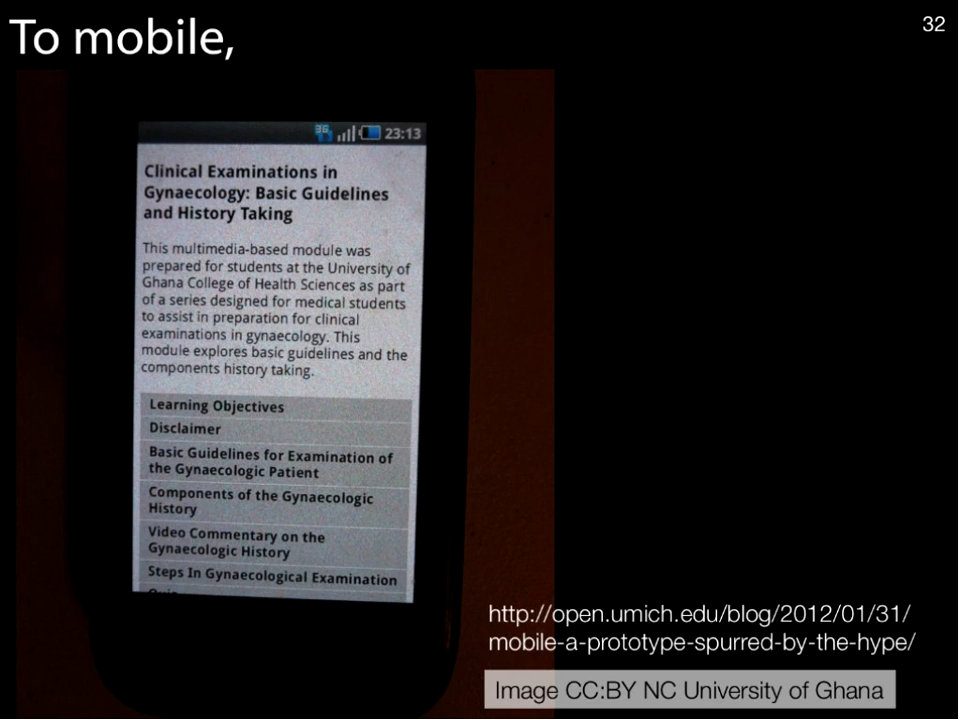 To mobile,
32
3G
23:13
Clinical Examinations in
Gynaecology: Basic Guidelines
and History Taking
This multimedia-based module was
prepared for students at the University of
Ghana College of Health Sciences as part
of a series designed for medical students
to assist in preparation for clinical
examinations in gynaecology. This
module explores basic guidelines and the
components history taking.
Learning Objectives
Disclaimer
Basic Guidelines for Examination of
the Gynaecologic Patient
Components of the Gynaecologic
History
Video Commentary on the
Gynaecologic History
Steps In Gynaecological Examination
http://open.umich.edu/blog/2012/01/31/
mobile-a-prototype-spurred-by-the-hype/
Image CC:BY NC University of Ghana